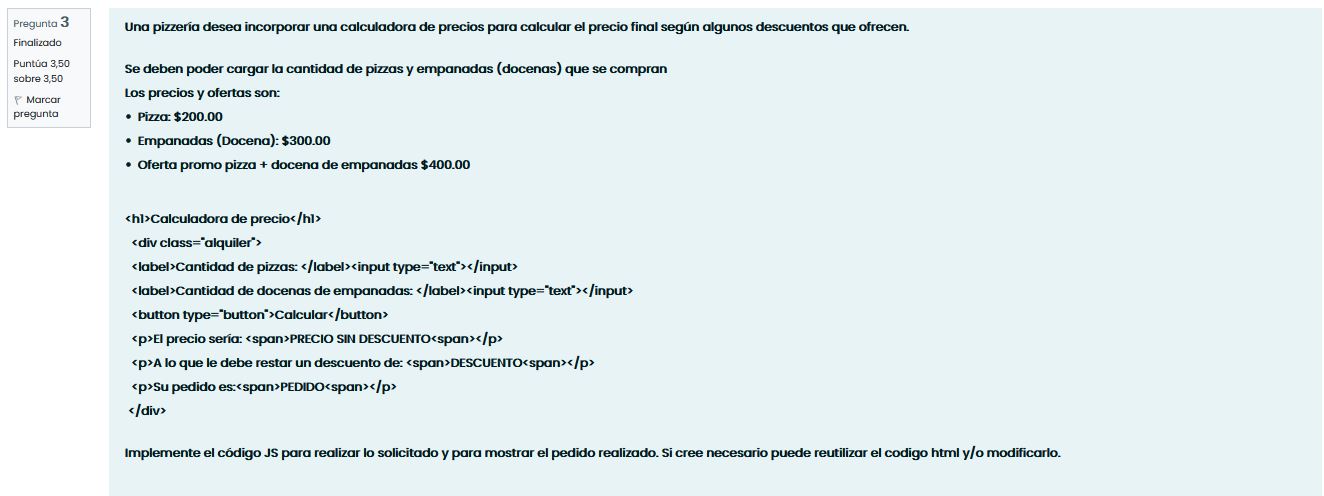 Pregunta 3
Finalizado
Puntúa 3,50
sobre 3,50
Marcar
pregunta
Una pizzería desea incorporar una calculadora de precios para calcular el precio final según algunos descuentos que ofrecen.
Se deben poder cargar la cantidad de pizzas y empanadas (docenas) que se compran
Los precios y ofertas son:
• Pizza: $200.00
• Empanadas (Docena): $300.00
• Oferta promo pizza + docena de empanadas $400.00
<h1>Calculadora de precio</h1>
<div class="alquiler">
<label>Cantidad de pizzas: </label><input type="text"></input>
<label>Cantidad de docenas de empanadas: </label><input type="text"></input>
<button type="button">Calcular</button>
<p>El precio sería: <span>PRECIO SIN DESCUENTO<span></p>
<p>A lo que le debe restar un descuento de: <span>DESCUENTO<span></p>
<p>Su pedido es:<span>PEDIDO<span></p>
</div>
Implemente el código JS para realizar lo solicitado y para mostrar el pedido realizado. Si cree necesario puede reutilizar el codigo html y/o modificarlo.